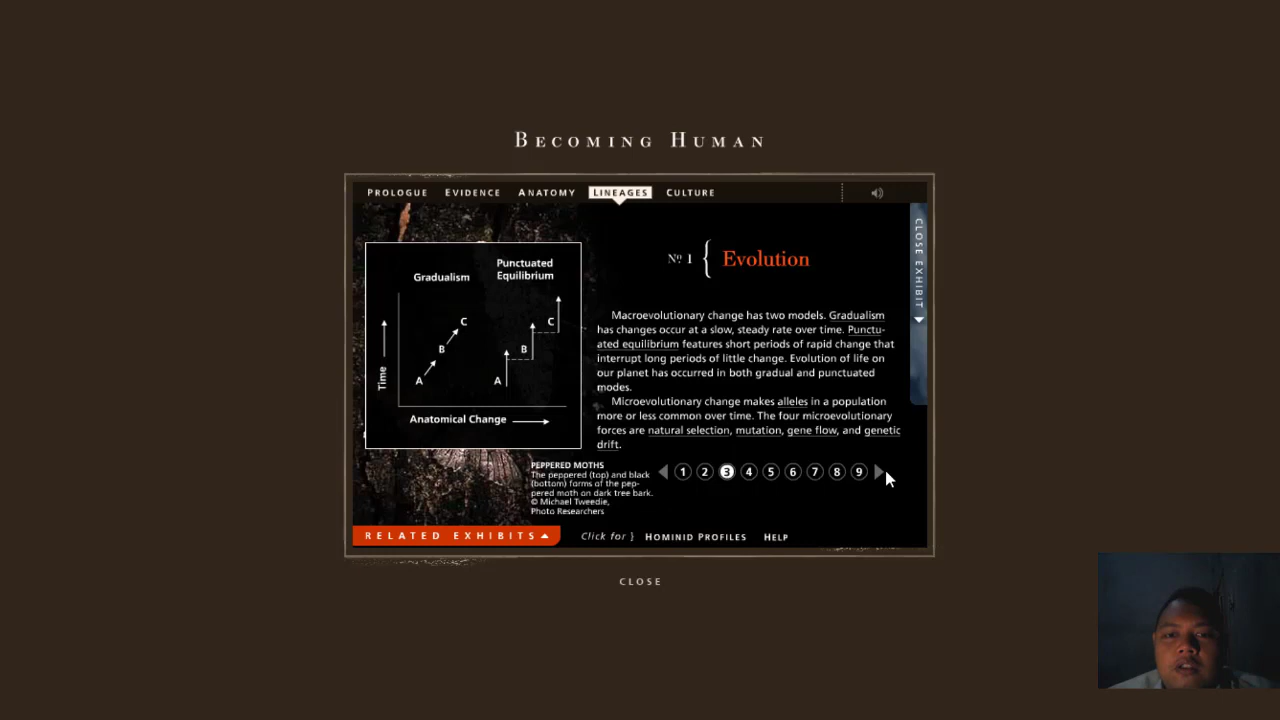 Becoming Human
Prologue Evidence Anatomy Lineages Culture
CLOSE EXHIBIT
Gradualism
Punctuated
Equilibrium
C
B
A
C
B
A
Time
Anatomical Change
Nº 1 { Evolution
Macroevolutionary change has two models. Gradualism
has changes occur at a slow, steady rate over time. Punctu-
ated equilibrium features short periods of rapid change that
interrupt long periods of little change. Evolution of life on
our planet has occurred in both gradual and punctuated
modes.
Microevolutionary change makes alleles in a population
more or less common over time. The four microevolutionary
forces are natural selection, mutation, gene flow, and genetic
drift.
PEPPERED MOTHS
The peppered (top) and black
(bottom) forms of the pep-
pered moth on dark tree bark.
© Michael Tweedie,
Photo Researchers
1 2 3 4 5 6 7 8 9
RELATED EXHIBITS
Click for } Hominid Profiles Help
CLOSE